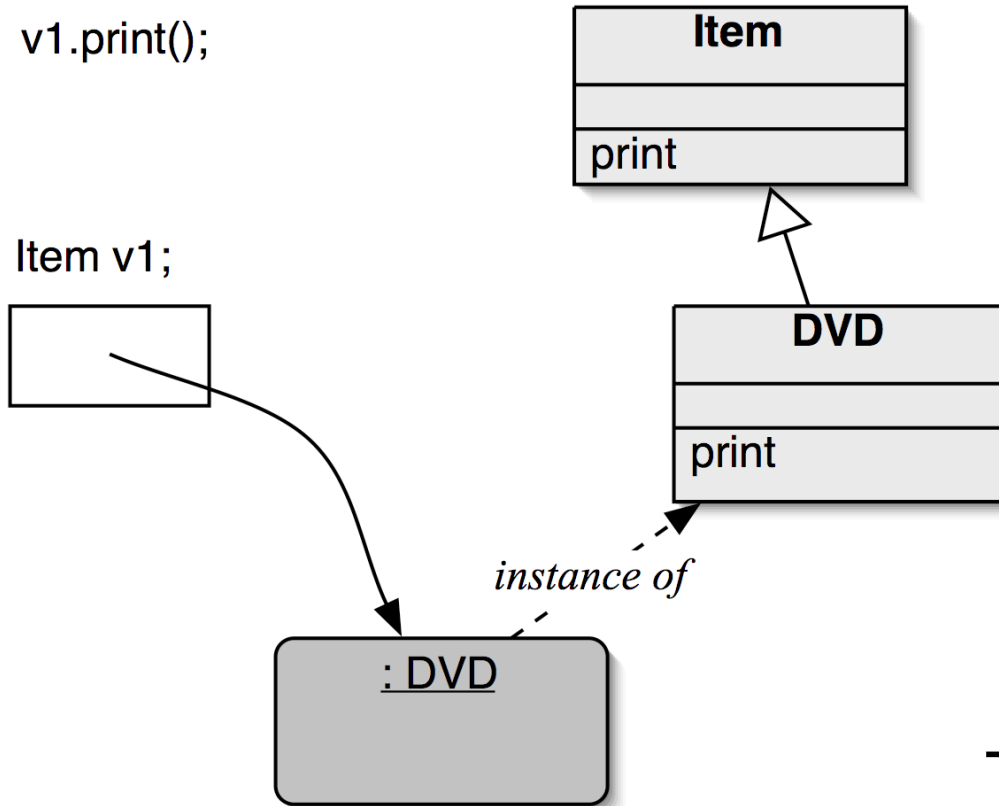 v1.print();
Item
print
Item v1;
DVD
print
instance of
: DVD